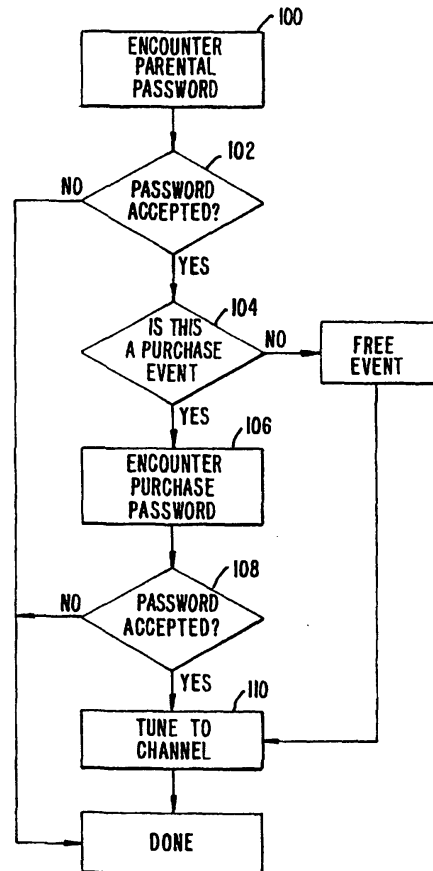 100
ENCOUNTER
PARENTAL
PASSWORD
102
NO
PASSWORD
ACCEPTED?
YES
104
IS THIS
A PURCHASE
EVENT
NO
FREE
EVENT
YES
106
ENCOUNTER
PURCHASE
PASSWORD
108
NO
PASSWORD
ACCEPTED?
YES
110
TUNE TO
CHANNEL
DONE